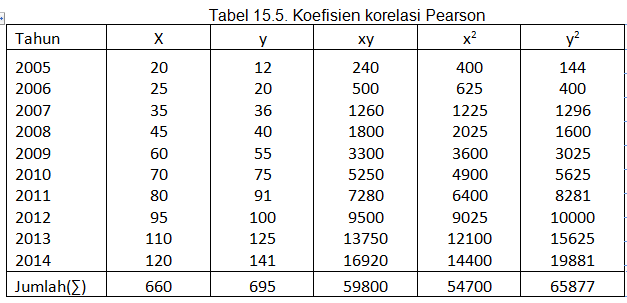 Tabel 15.5. Koefisien korelasi Pearson
Tahun X y xy x² y²
2005 20 12 240 400 144
2006 25 20 500 625 400
2007 35 36 1260 1225 1296
2008 45 40 1800 2025 1600
2009 60 55 3300 3600 3025
2010 70 75 5250 4900 5625
2011 80 91 7280 6400 8281
2012 95 100 9500 9025 10000
2013 110 125 13750 12100 15625
2014 120 141 16920 14400 19881
Jumlah(∑) 660 695 59800 54700 65877